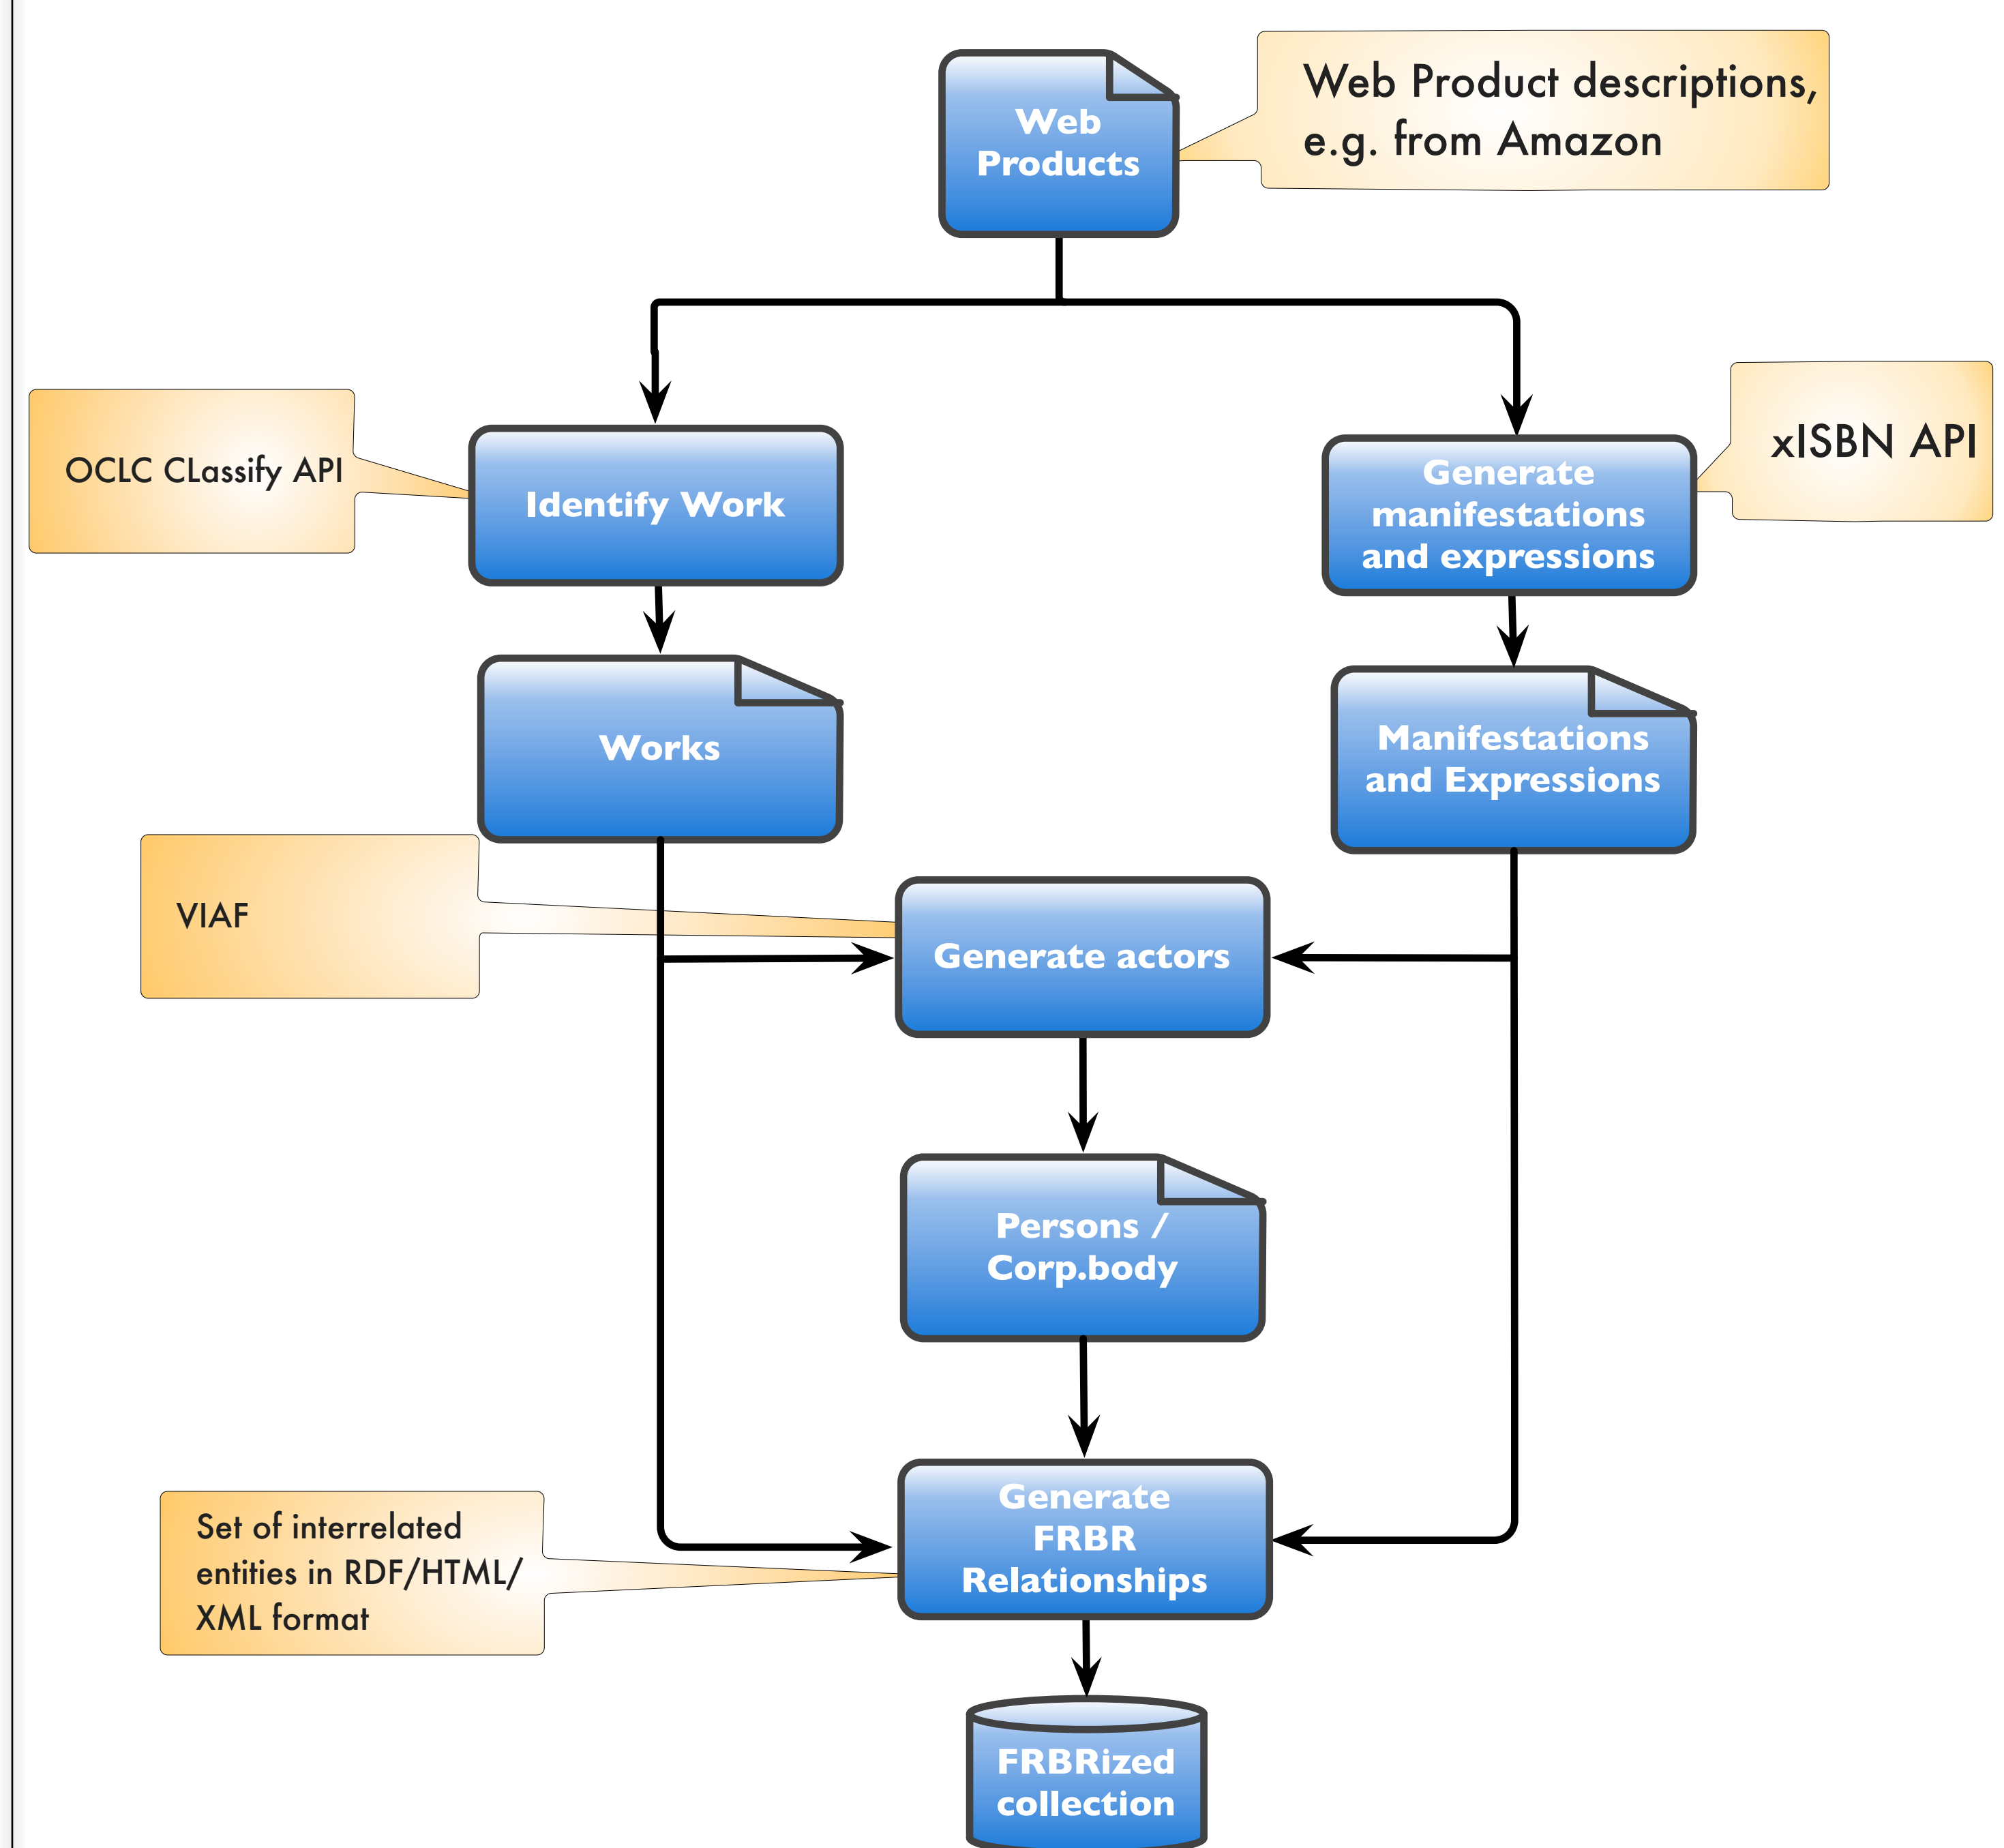 Web
Products
Web Product descriptions,
e.g. from Amazon
OCLC CLassify API
Identify Work
Generate
manifestations
and expressions
xISBN API
Works
Manifestations
and Expressions
VIAF
Generate actors
Persons /
Corp.body
Generate
FRBR
Relationships
Set of interrelated
entities in RDF/HTML/
XML format
FRBRized
collection